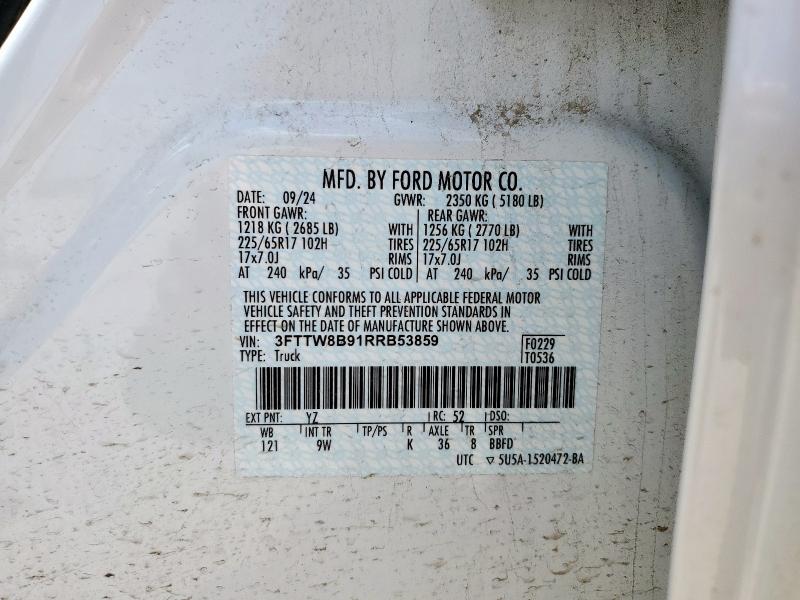 MFD. BY FORD MOTOR CO.
DATE: 09/24 GVWR: 2350 KG ( 5180 LB)
FRONT GAWR: REAR GAWR:
1218 KG ( 2685 LB) WITH 1256 KG ( 2770 LB) WITH
225/65R17 102H TIRES 225/65R17 102H TIRES
17x7.0J RIMS 17x7.0J RIMS
AT 240 kPa/ 35 PSI COLD AT 240 kPa/ 35 PSI COLD
THIS VEHICLE CONFORMS TO ALL APPLICABLE FEDERAL MOTOR
VEHICLE SAFETY AND THEFT PREVENTION STANDARDS IN
EFFECT ON THE DATE OF MANUFACTURE SHOWN ABOVE.
VIN: 3FTTW8B91RRB53859 F0229
TYPE: Truck T0536
EXT PNT: YZ RC: 52 DSO:
WB INT TR TP/PS R AXLE TR SPR
121 9W K 36 8 BBFD
UTC ▽ 5U5A-1520472-BA